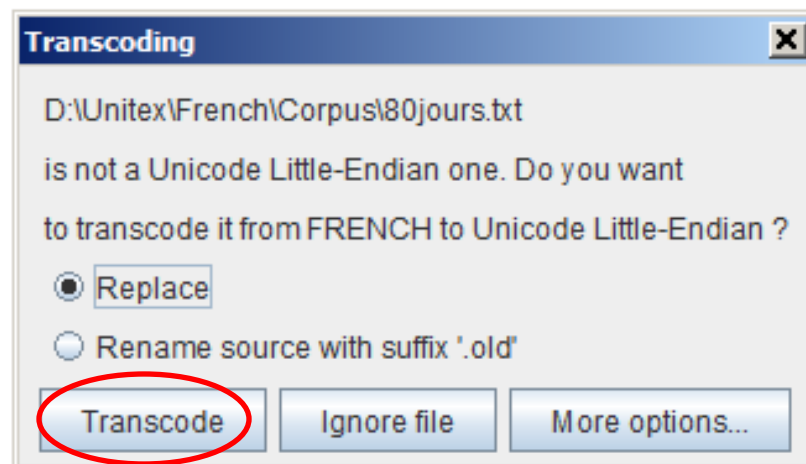 Transcoding
D:\Unitex\French\Corpus\80jours.txt
is not a Unicode Little-Endian one. Do you want
to transcode it from FRENCH to Unicode Little-Endian ?
Replace
Rename source with suffix '.old'
Transcode Ignore file More options...